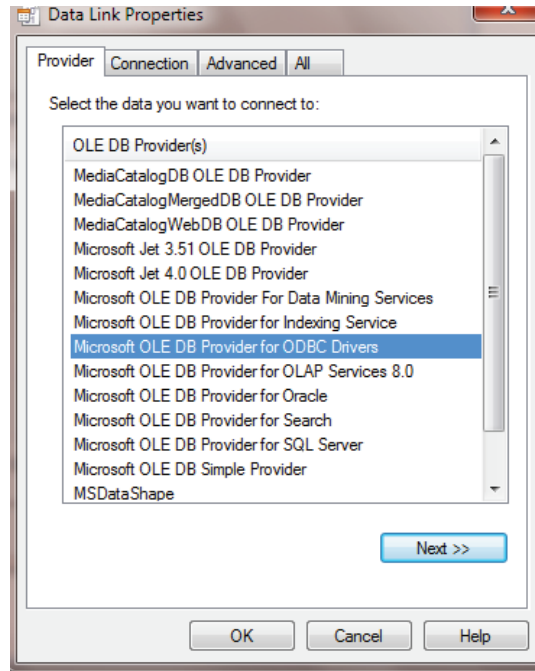 Data Link Properties
Provider Connection Advanced All
Select the data you want to connect to:
OLE DB Provider(s)
MediaCatalogDB OLE DB Provider
MediaCatalogMergedDB OLE DB Provider
MediaCatalogWebDB OLE DB Provider
Microsoft Jet 3.51 OLE DB Provider
Microsoft Jet 4.0 OLE DB Provider
Microsoft OLE DB Provider For Data Mining Services
Microsoft OLE DB Provider for Indexing Service
Microsoft OLE DB Provider for ODBC Drivers
Microsoft OLE DB Provider for OLAP Services 8.0
Microsoft OLE DB Provider for Oracle
Microsoft OLE DB Provider for Search
Microsoft OLE DB Provider for SQL Server
Microsoft OLE DB Simple Provider
MSDataShape
Next >>
OK Cancel Help